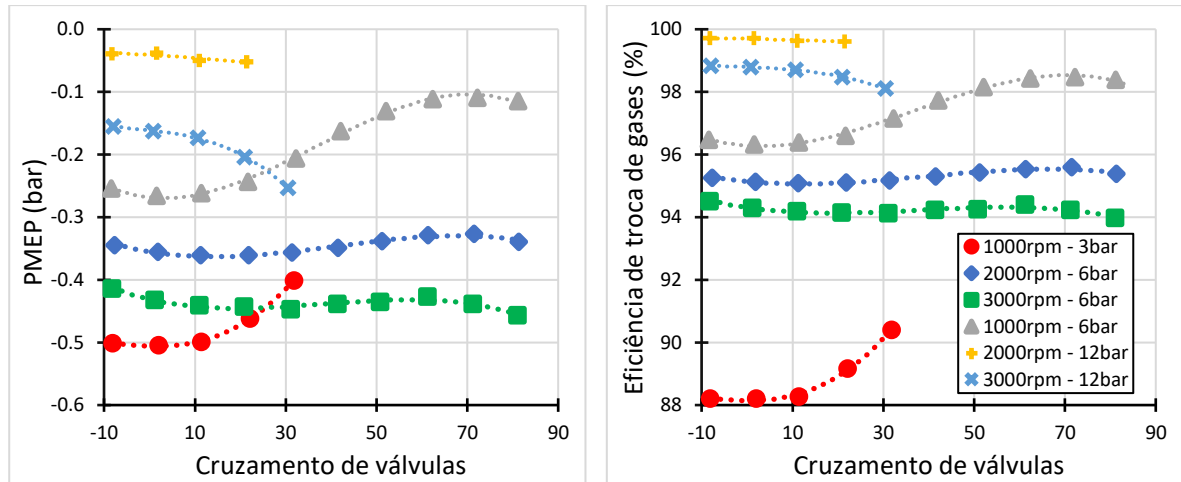 PMEP (bar)
0.0
-0.1
-0.2
-0.3
-0.4
-0.5
-0.6
-10 10 30 50 70 90
Cruzamento de válvulas
Eficiência de troca de gases (%)
100
98
96
94
92
90
88
1000rpm - 3bar
2000rpm - 6bar
3000rpm - 6bar
1000rpm - 6bar
2000rpm - 12bar
3000rpm - 12bar
-10 10 30 50 70 90
Cruzamento de válvulas